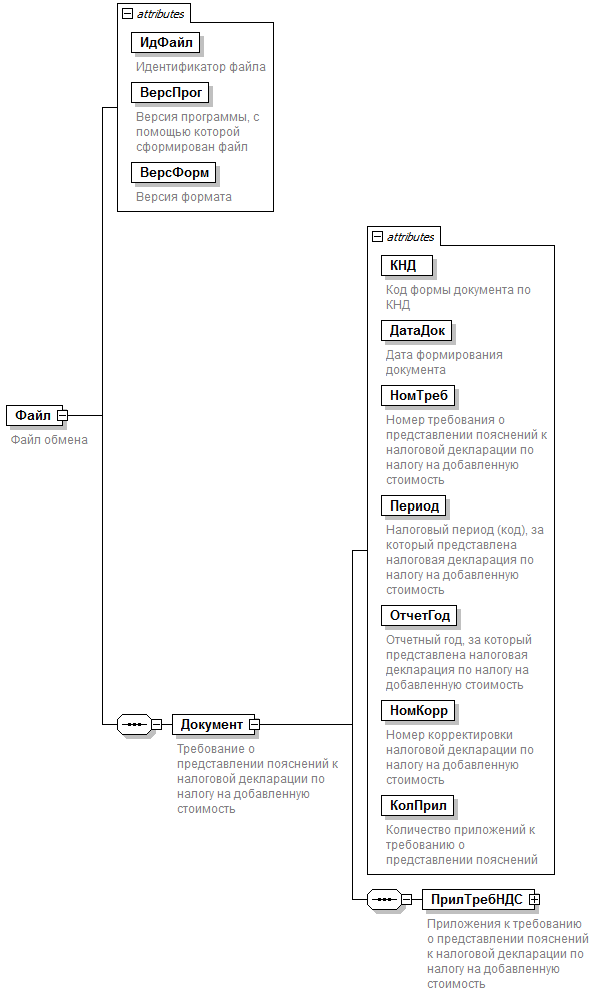 attributes
ИдФайл
Идентификатор файла
ВерсПрог
Версия программы, с
помощью которой
сформирован файл
ВерсФорм
Версия формата
Файл
Файл обмена
attributes
КНД
Код формы документа по
КНД
ДатаДок
Дата формирования
документа
НомТреб
Номер требования о
представлении пояснений к
налоговой декларации по
налогу на добавленную
стоимость
Период
Налоговый период (код), за
который представлена
налоговая декларация по
налогу на добавленную
стоимость
ОтчетГод
Отчетный год, за который
представлена налоговая
декларация по налогу на
добавленную стоимость
НомКорр
Номер корректировки
налоговой декларации по
налогу на добавленную
стоимость
КолПрил
Количество приложений к
требованию о
представлении пояснений
Документ
Требование о
представлении пояснений к
налоговой декларации по
налогу на добавленную
стоимость
ПрилТребНДС
Приложения к требованию
о представлении пояснений
к налоговой декларации по
налогу на добавленную
стоимость